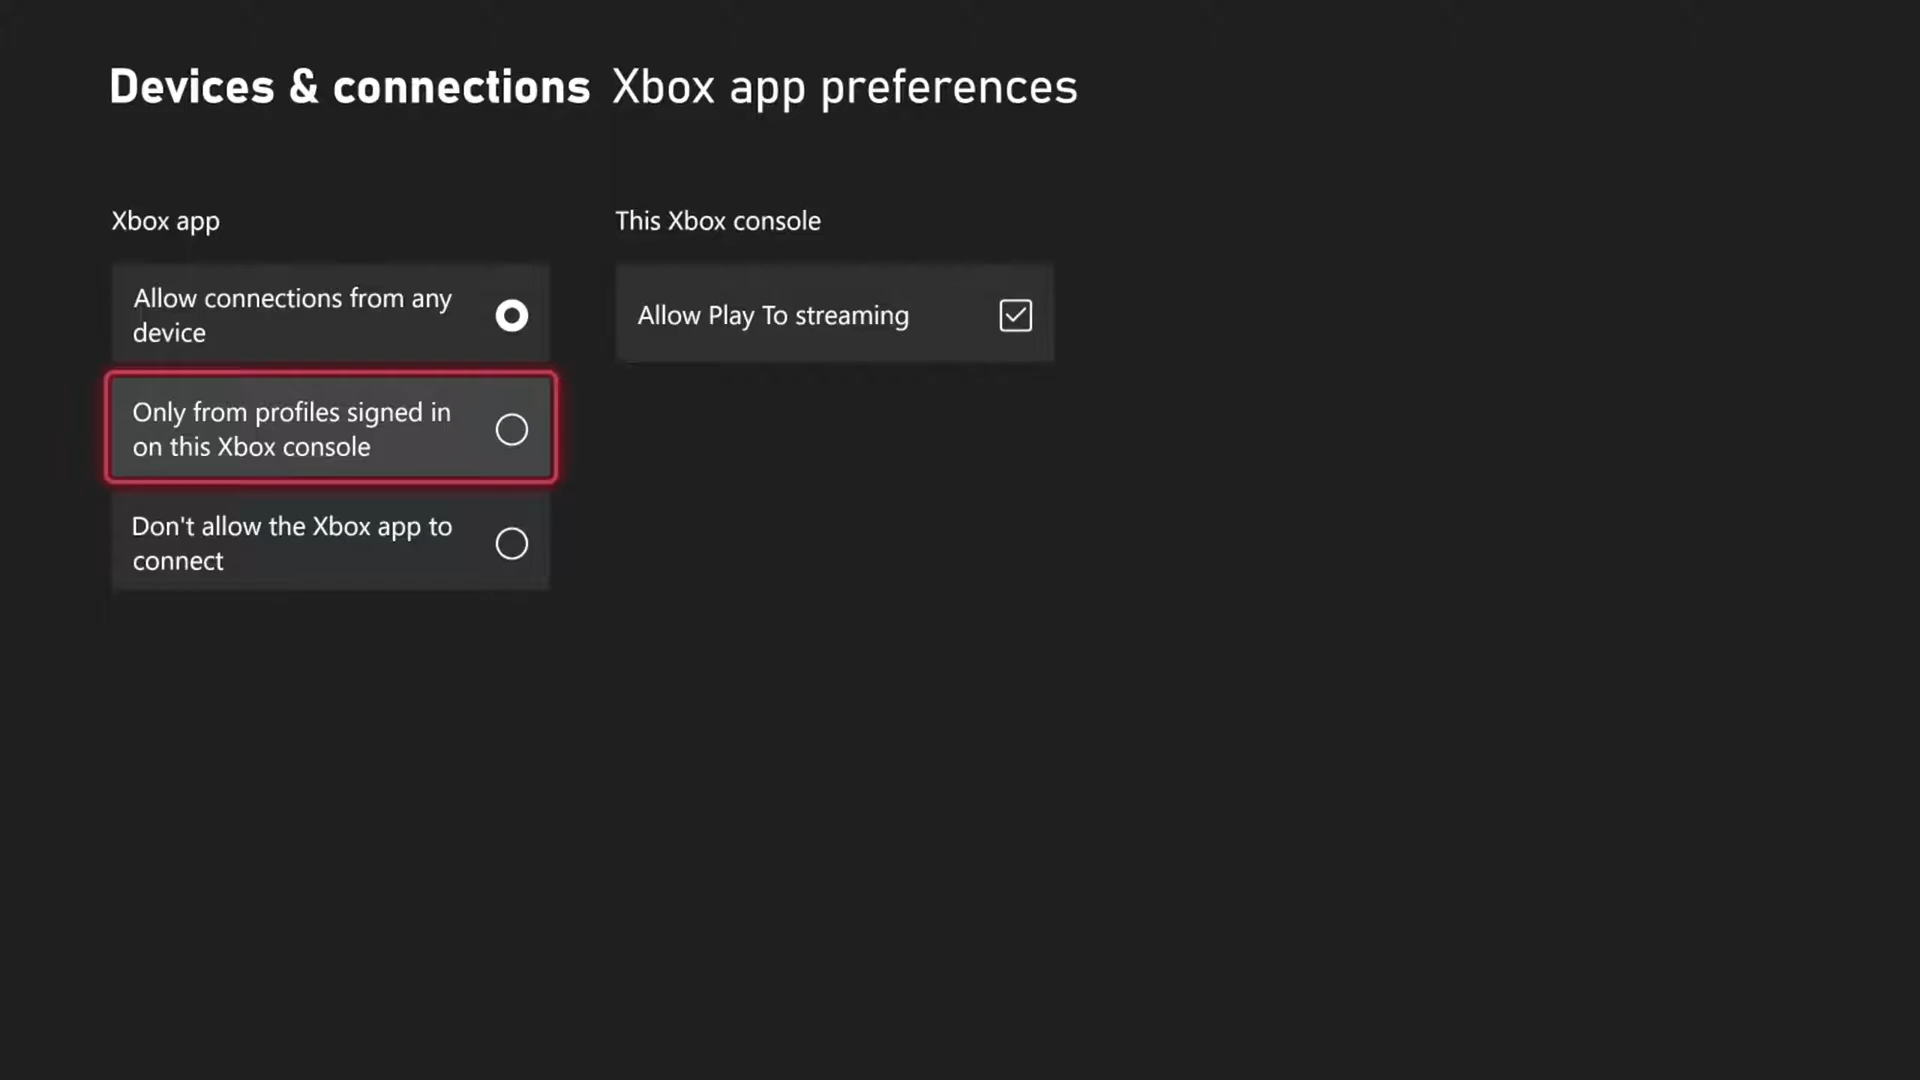 Devices & connections Xbox app preferences
Xbox app
Allow connections from any
device
Only from profiles signed in
on this Xbox console
Don't allow the Xbox app to
connect
This Xbox console
Allow Play To streaming